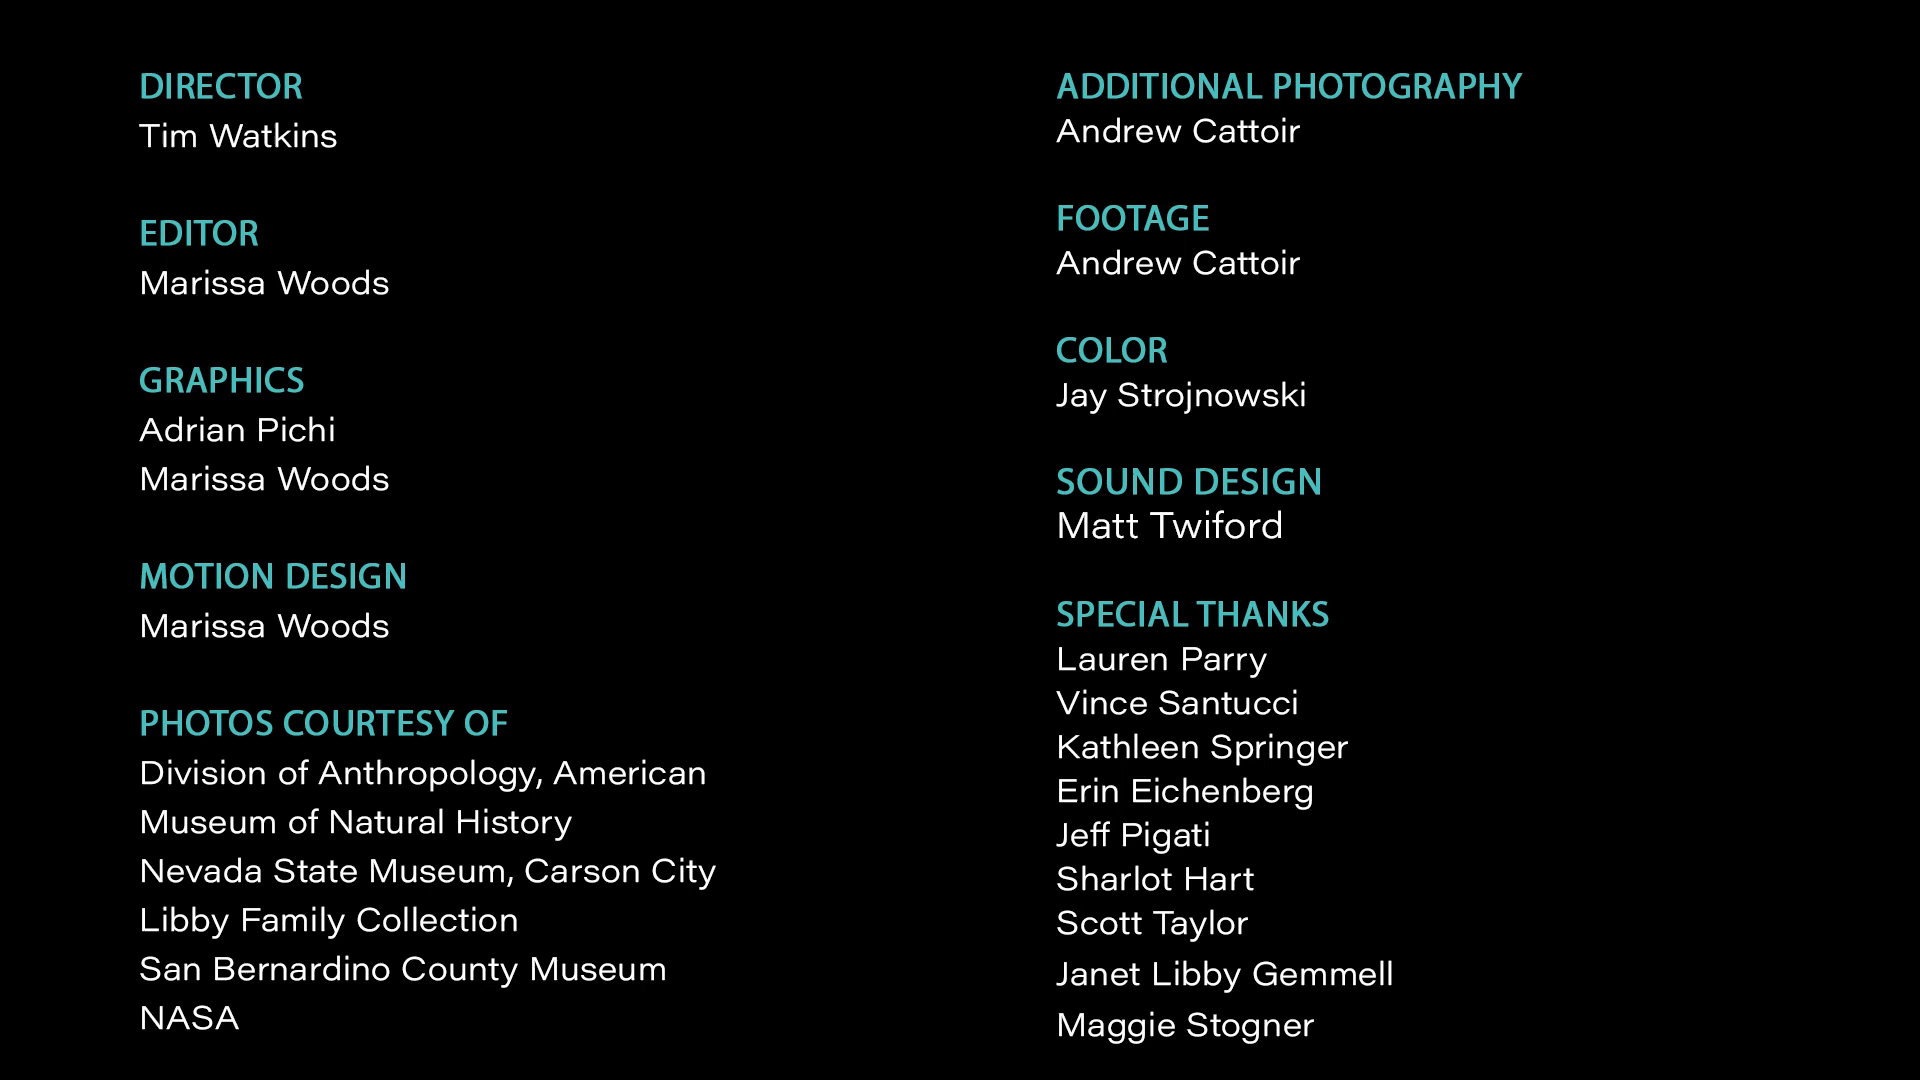 DIRECTOR
Tim Watkins
EDITOR
Marissa Woods
GRAPHICS
Adrian Pichi
Marissa Woods
MOTION DESIGN
Marissa Woods
PHOTOS COURTESY OF
Division of Anthropology, American
Museum of Natural History
Nevada State Museum, Carson City
Libby Family Collection
San Bernardino County Museum
NASA
ADDITIONAL PHOTOGRAPHY
Andrew Cattoir
FOOTAGE
Andrew Cattoir
COLOR
Jay Strojnowski
SOUND DESIGN
Matt Twiford
SPECIAL THANKS
Lauren Parry
Vince Santucci
Kathleen Springer
Erin Eichenberg
Jeff Pigati
Sharlot Hart
Scott Taylor
Janet Libby Gemmell
Maggie Stogner